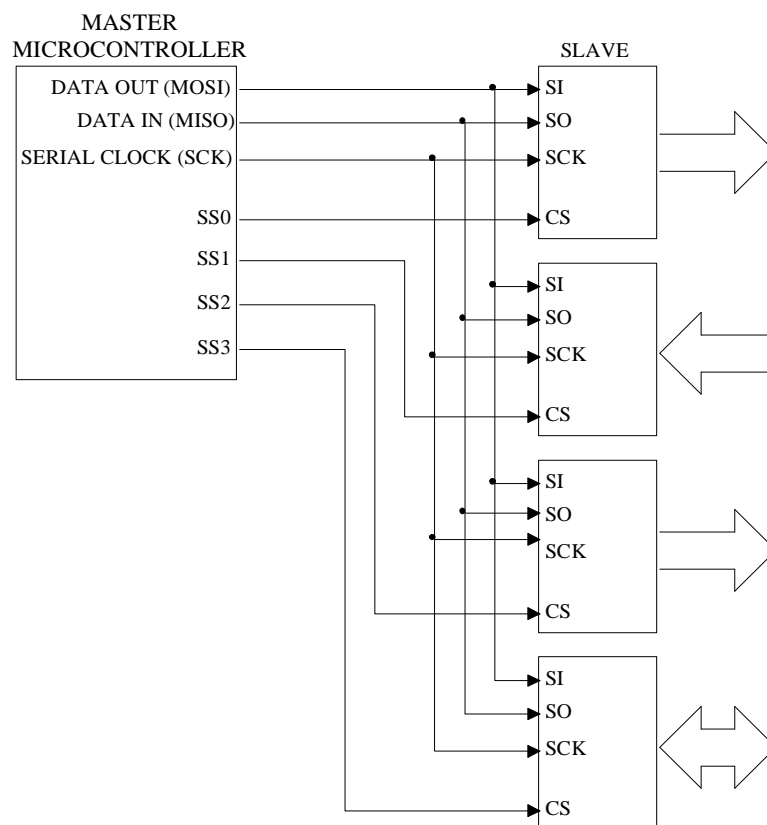 MASTER
MICROCONTROLLER
DATA OUT (MOSI)
DATA IN (MISO)
SERIAL CLOCK (SCK)
SS0
SS1
SS2
SS3
SLAVE
SI
SO
SCK
CS
SI
SO
SCK
CS
SI
SO
SCK
CS
SI
SO
SCK
CS